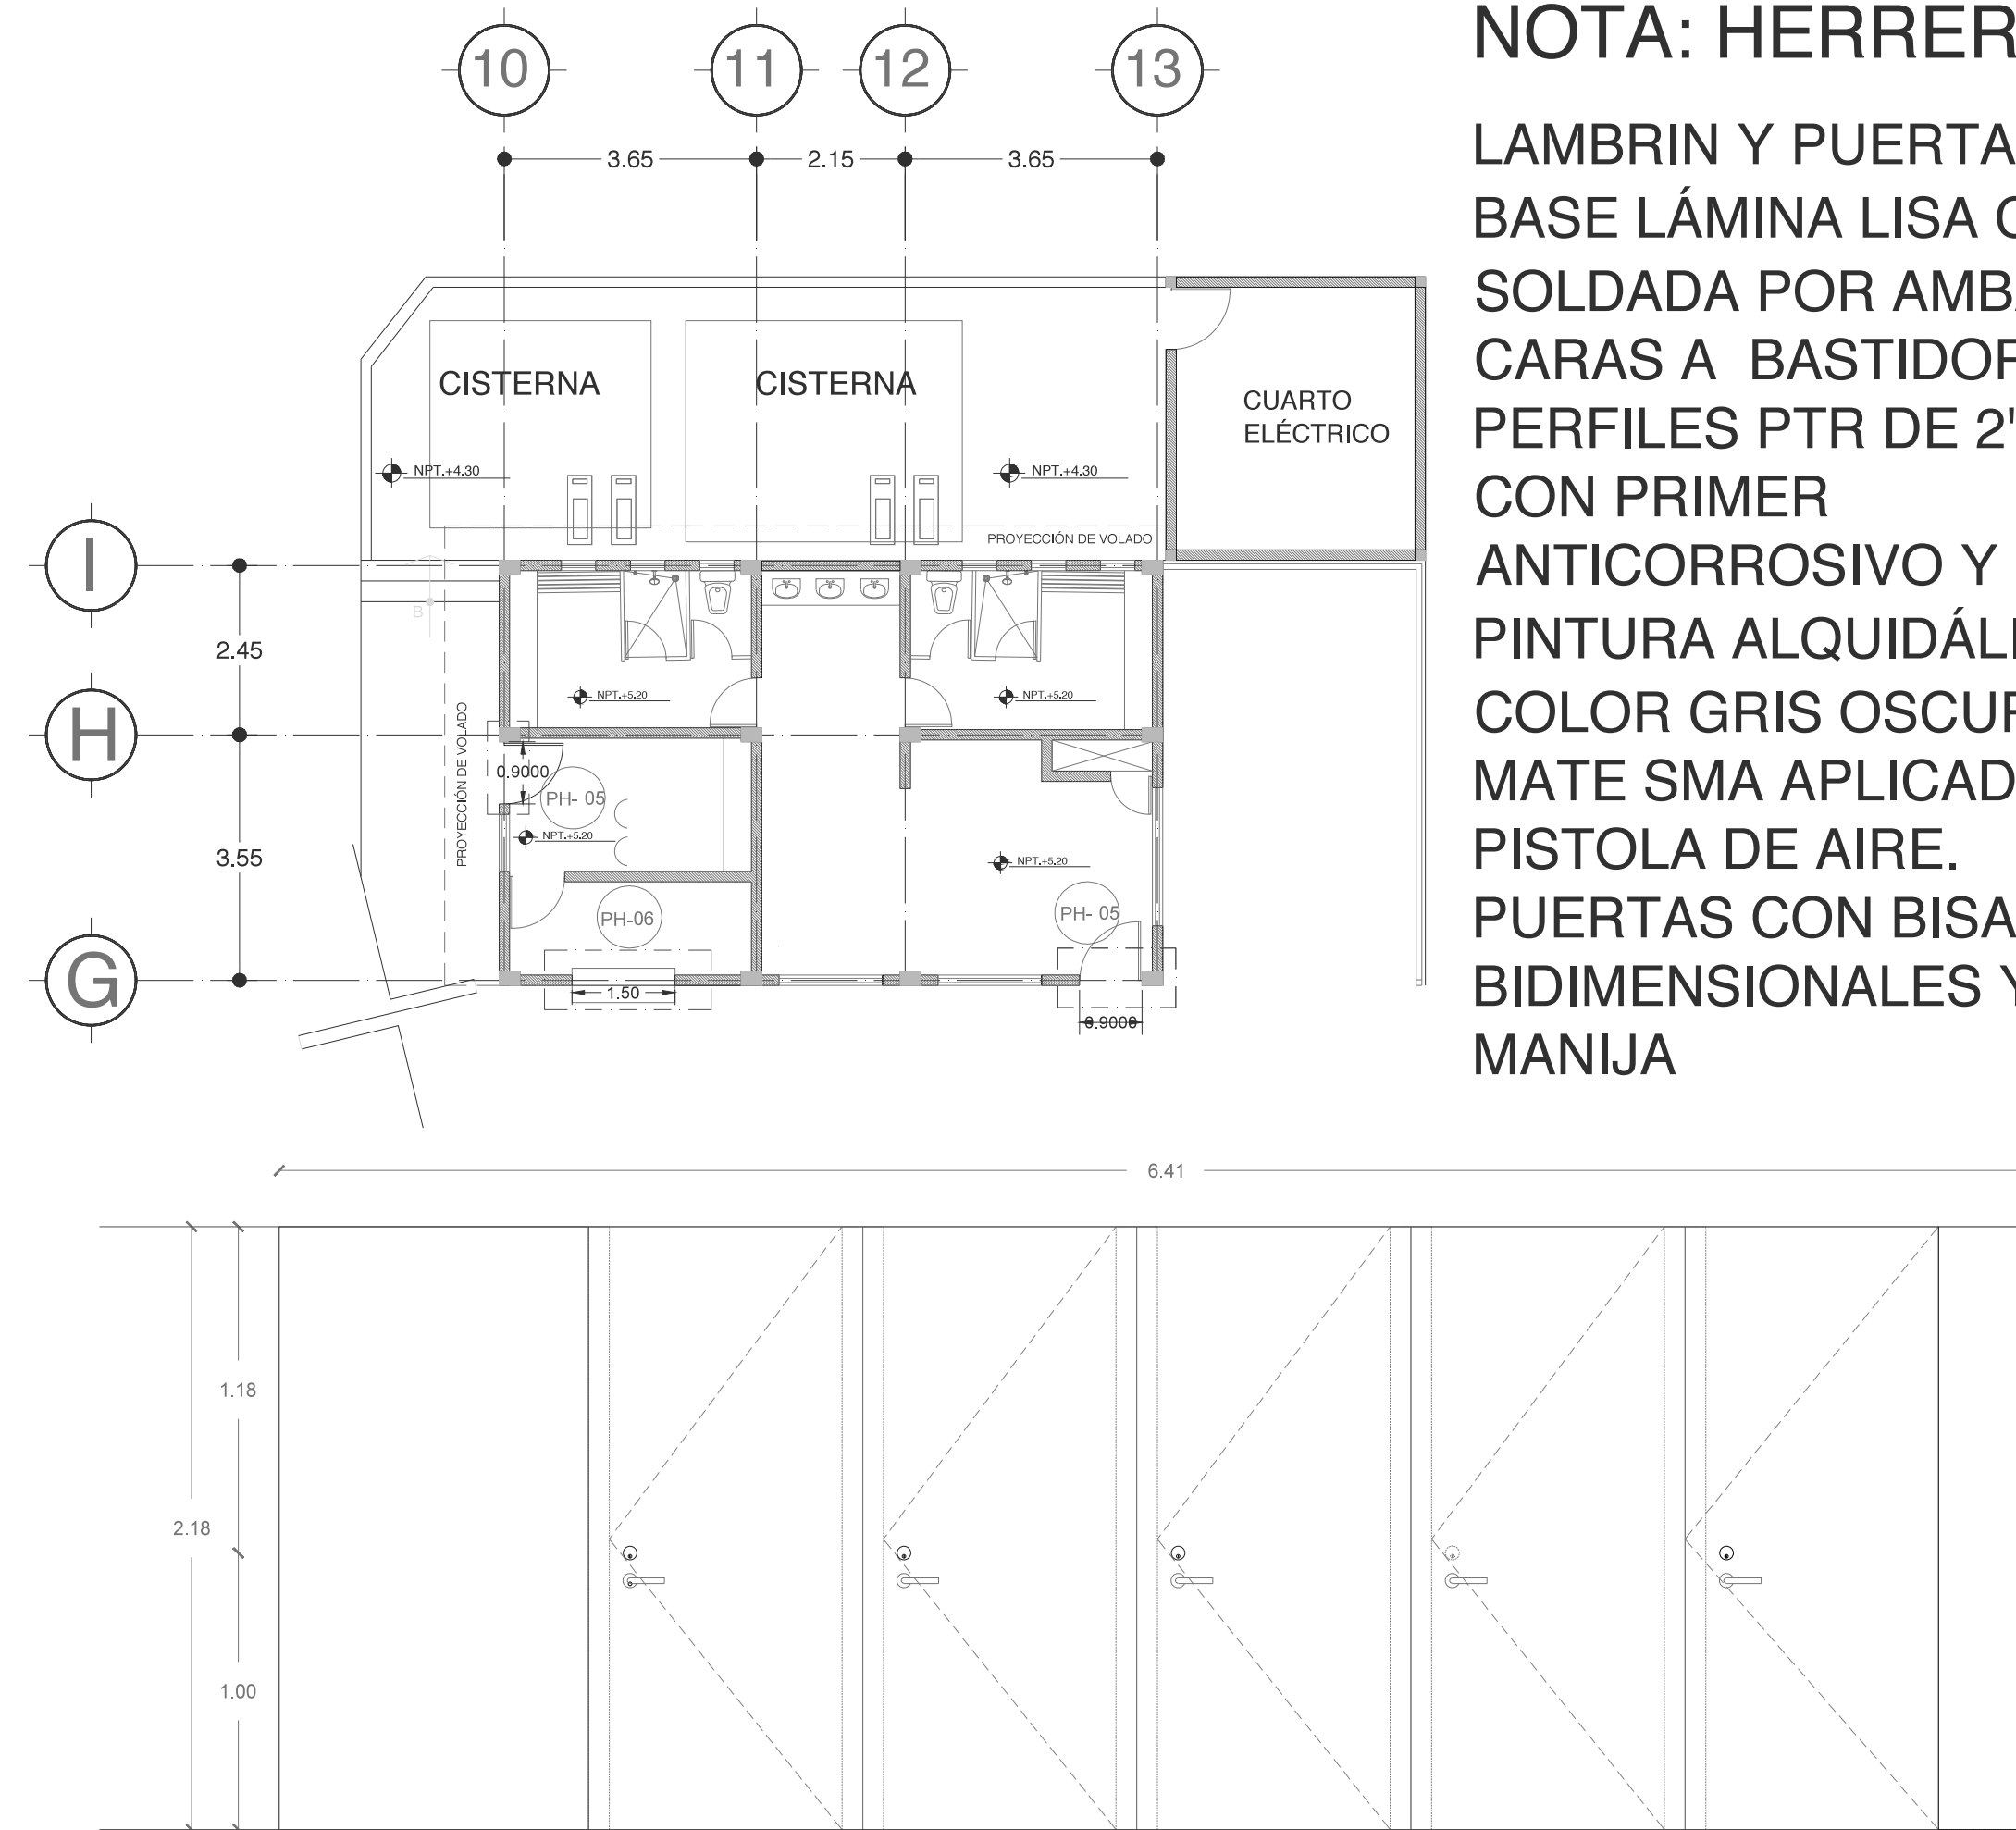 10
11
12
13
3.65
2.15
3.65
CISTERNA
CISTERNA
CUARTO
ELÉCTRICO
NPT.+4.30
NPT.+4.30
PROYECCIÓN DE VOLADO
I
B
2.45
NPT.+5.20
NPT.+5.20
H
PROYECCIÓN DE VOLADO
0.9000
PH- 05
NPT.+5.20
3.55
NPT.+5.20
PH-06
PH- 05
G
1.50
0.9000
NOTA: HERRER
LAMBRIN Y PUERTA
BASE LÁMINA LISA
SOLDADA POR AMB
CARAS A BASTIDOR
PERFILES PTR DE 2"
CON PRIMER
ANTICORROSIVO Y
PINTURA ALQUIDÁL
COLOR GRIS OSCUR
MATE SMA APLICAD
PISTOLA DE AIRE.
PUERTAS CON BISA
BIDIMENSIONALES Y
MANIJA
6.41
1.18
2.18
1.00